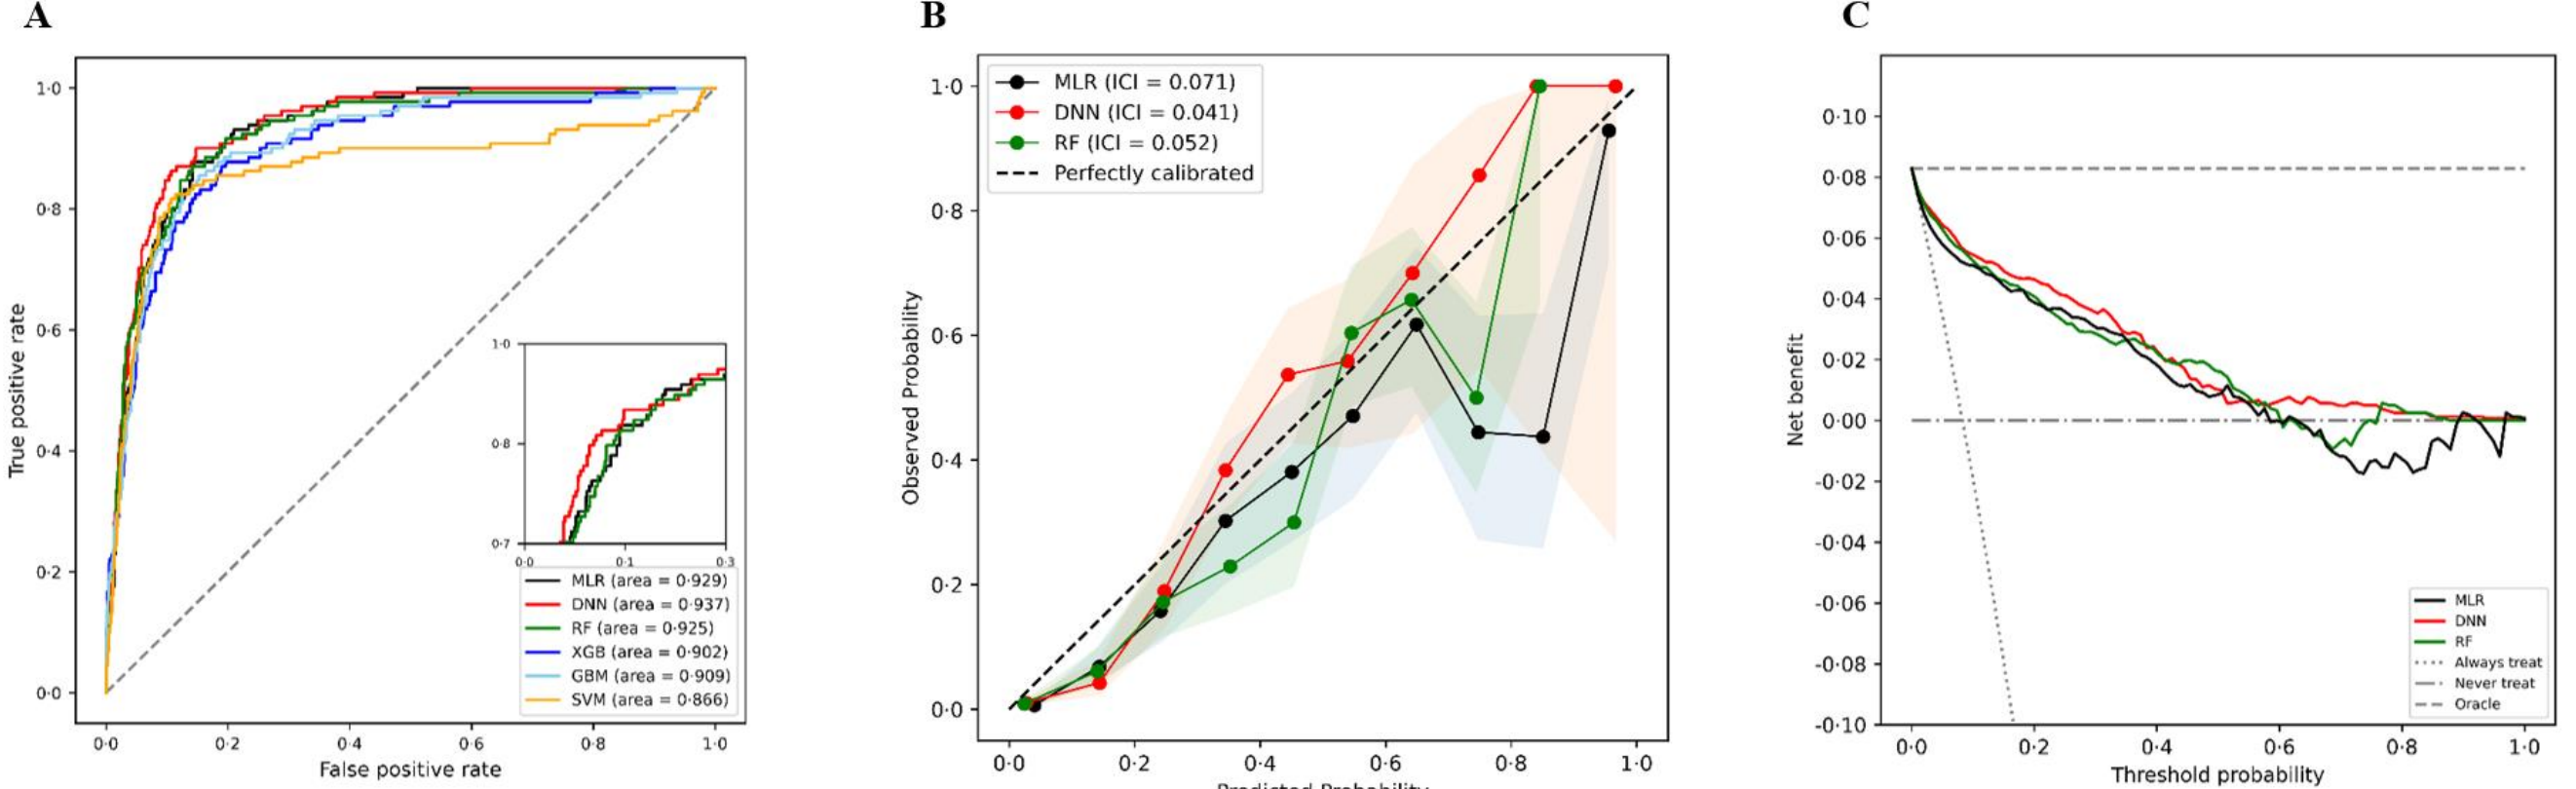 A
1·0
0·8
0·6
0·4
0·2
0·0
True positive rate
0·0
0·2
0·4
0·6
0·8
1·0
False positive rate
1·0
0·8
0·7
0·0
0·1
0·3
MLR (area = 0·929)
DNN (area = 0·937)
RF (area = 0·925)
XGB (area = 0·902)
GBM (area = 0·909)
SVM (area = 0·866)
B
MLR (ICI = 0.071)
DNN (ICI = 0.041)
RF (ICI = 0.052)
Perfectly calibrated
1·0
0·8
0·6
0·4
0·2
0·0
Observed Probability
0·0
0·2
0·4
0·6
0·8
1·0
Predicted Probability
C
0·10
0·08
0·06
0·04
0·02
0·00
-0·02
-0·04
-0·06
-0·08
-0·10
Net benefit
0·0
0·2
0·4
0·6
0·8
1·0
Threshold probability
MLR
DNN
RF
Always treat
Never treat
Oracle